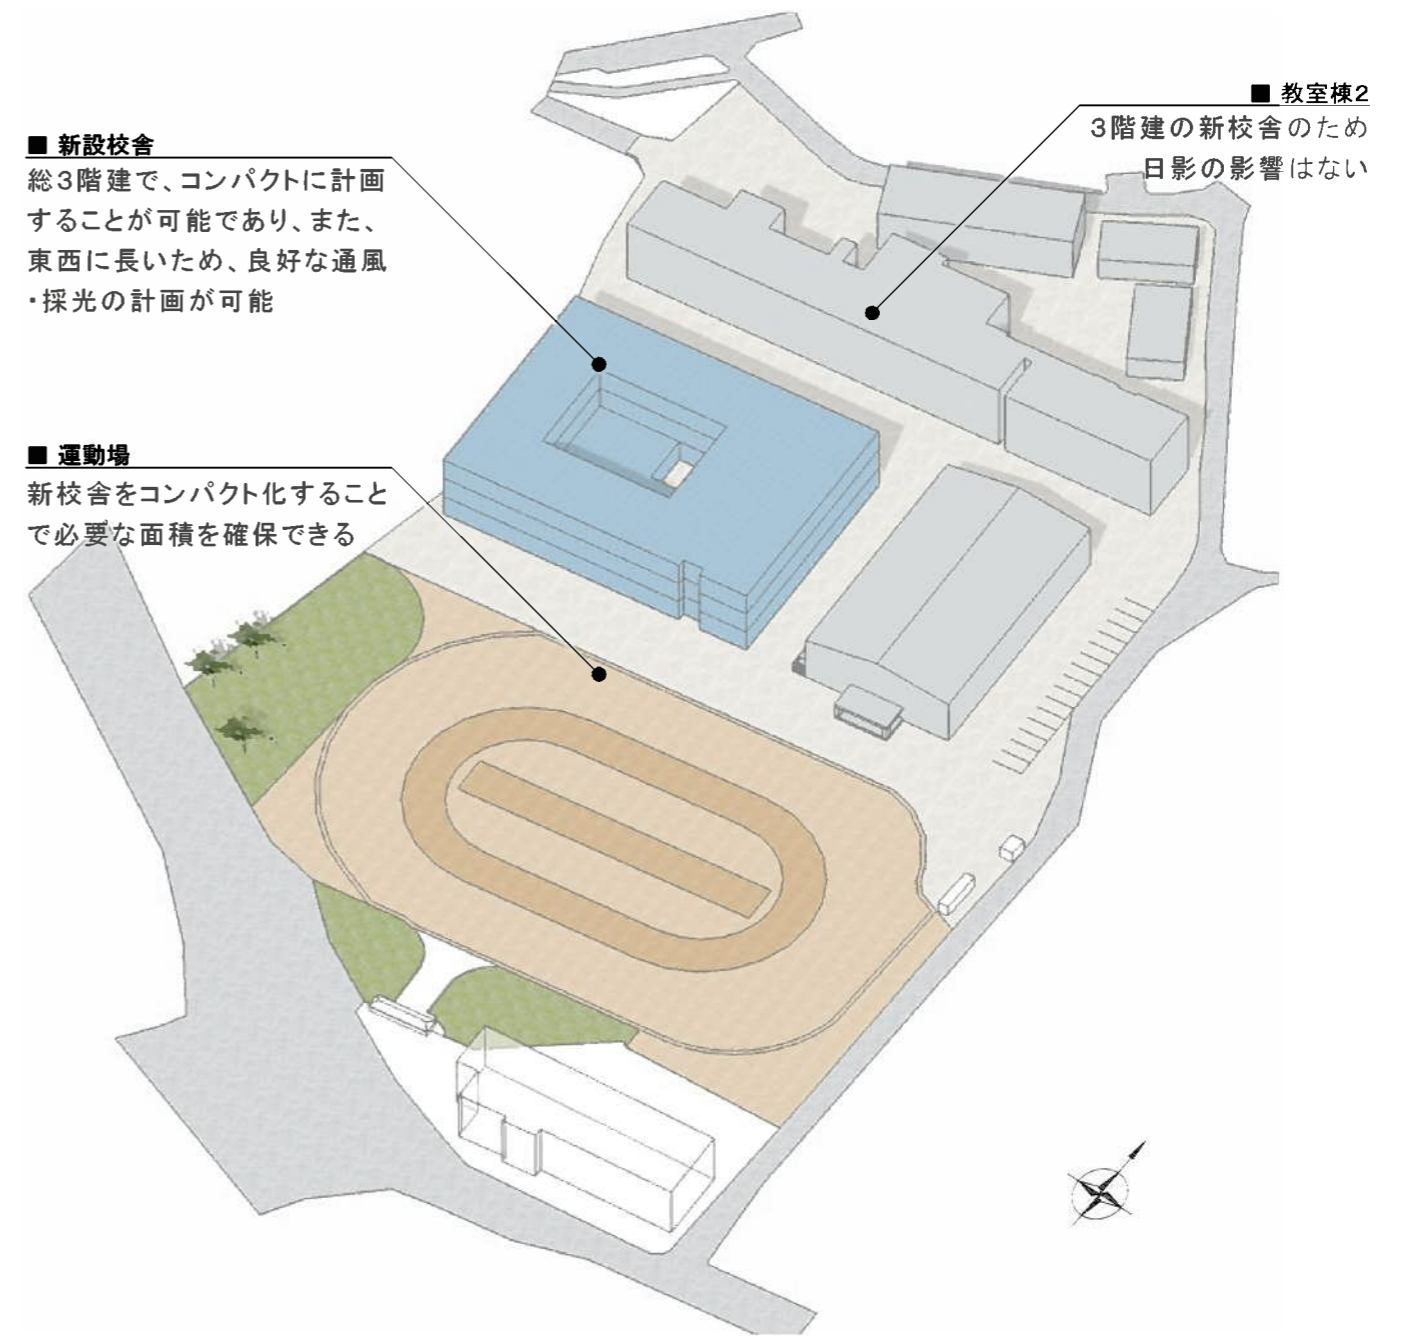 ■ 教室棟2
3階建の新校舎のため
日影の影響はない
■ 新設校舎
総3階建で、コンパクトに計画
することが可能であり、また、
東西に長いため、良好な通風
・採光の計画が可能
■ 運動場
新校舎をコンパクト化すること
で必要な面積を確保できる